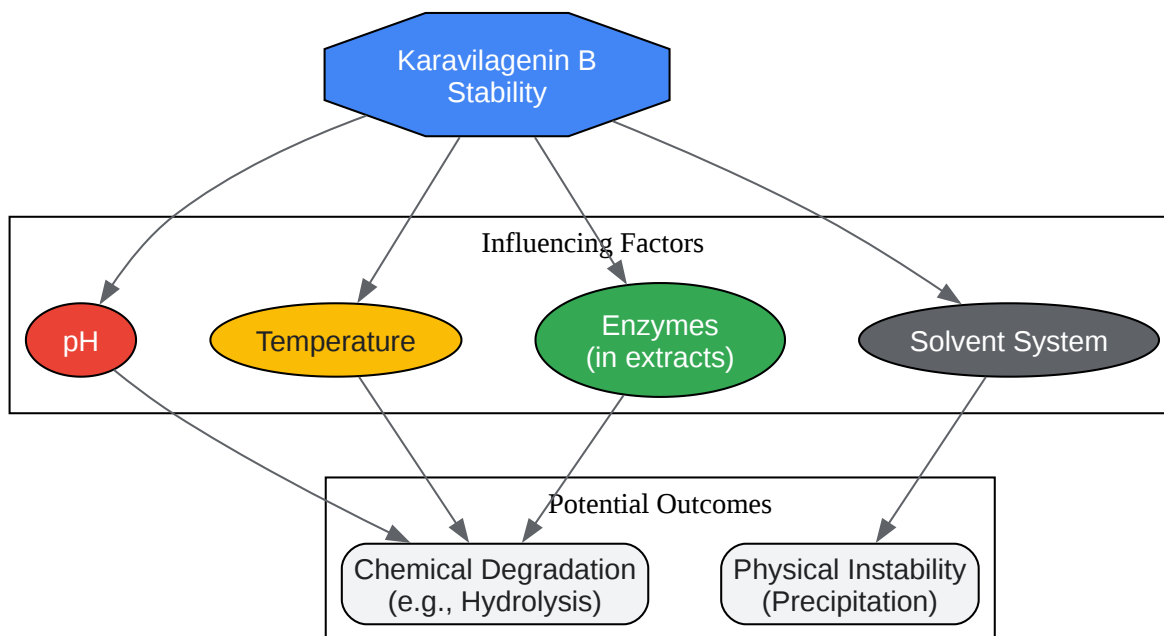 Karavilagenin B
Stability
Influencing Factors
pH
Temperature
Enzymes
(in extracts)
Solvent System
Potential Outcomes
Chemical Degradation
(e.g., Hydrolysis)
Physical Instability
(Precipitation)